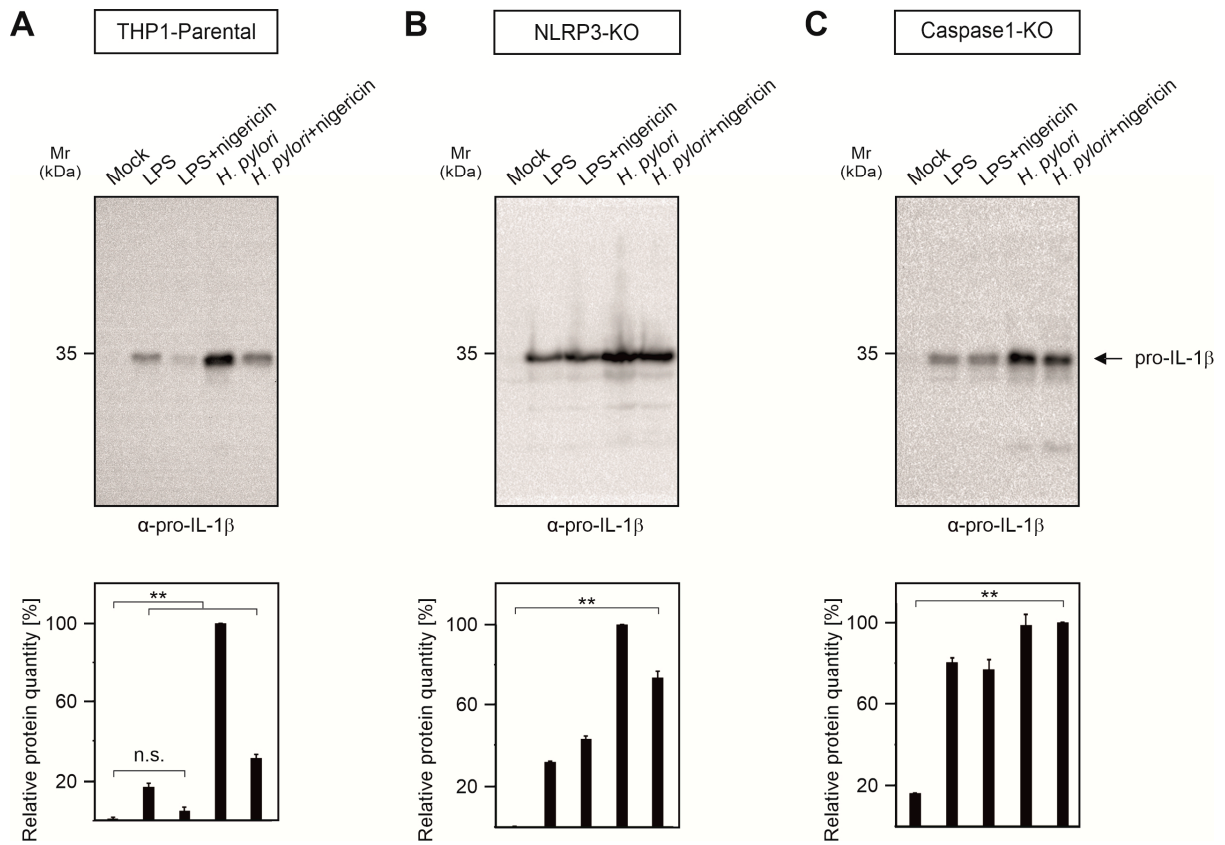 A
THP1-Parental
Mr
(kDa)
Mock
LPS
LPS+nigericin
H. pylori
H. pylori+nigericin
35
α-pro-IL-1β
Relative protein quantity [%]
100
60
20
**
n.s.
B
NLRP3-KO
Mr
(kDa)
Mock
LPS
LPS+nigericin
H. pylori
H. pylori+nigericin
35
α-pro-IL-1β
Relative protein quantity [%]
100
60
20
**
C
Caspase1-KO
Mr
(kDa)
Mock
LPS
LPS+nigericin
H. pylori
H. pylori+nigericin
35
pro-IL-1β
α-pro-IL-1β
Relative protein quantity [%]
100
60
20
**